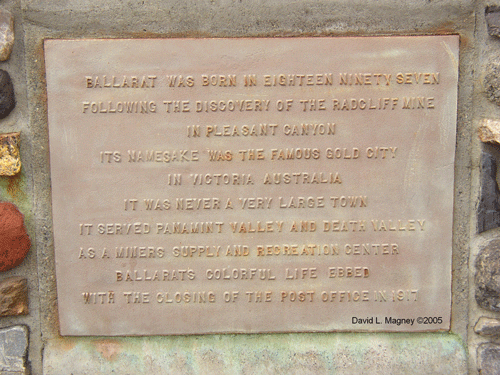 BALLARAT WAS BORN IN EIGHTEEN NINETY SEVEN
FOLLOWING THE DISCOVERY OF THE RADCLIFF MINE
IN PLEASANT CANYON
ITS NAMESAKE WAS THE FAMOUS GOLD CITY
IN VICTORIA AUSTRALIA
IT WAS NEVER A VERY LARGE TOWN
IT SERVED PANAMINT VALLEY AND DEATH VALLEY
AS A MINERS SUPPLY AND RECREATION CENTER
BALLARATS COLORFUL LIFE EBBED
WITH THE CLOSING OF THE POST OFFICE IN 1917
David L. Magney ©2005